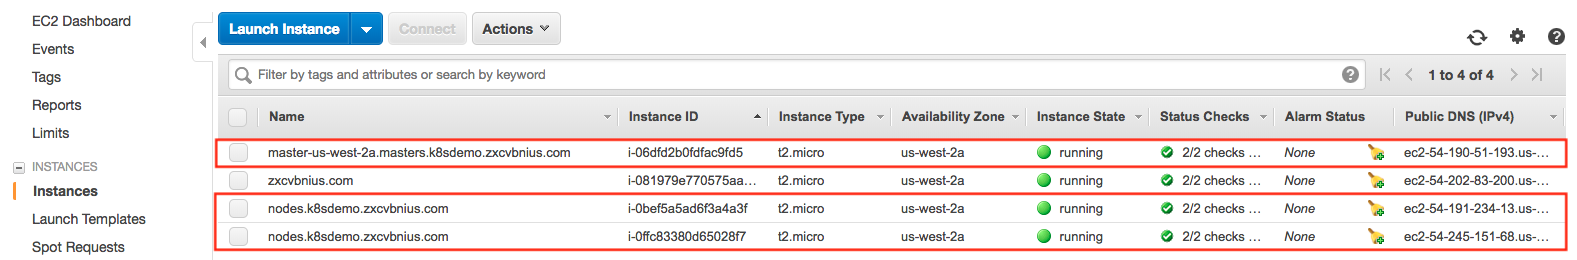 EC2 Dashboard
Events
Tags
Reports
Limits
INSTANCES
Instances
Launch Templates
Spot Requests
Launch Instance Connect Actions
Filter by tags and attributes or search by keyword 1 to 4 of 4
Name Instance ID Instance Type Availability Zone Instance State Status Checks Alarm Status Public DNS (IPv4)
master-us-west-2a.masters.k8sdemo.zxcvbnius.com i-06dfd2b0fdfac9fd5 t2.micro us-west-2a running 2/2 checks ... None ec2-54-190-51-193.us-...
zxcvbnius.com i-081979e770575aa... t2.micro us-west-2a running 2/2 checks ... None ec2-54-202-83-200.us-...
nodes.k8sdemo.zxcvbnius.com i-0bef5a5ad6f3a4a3f t2.micro us-west-2a running 2/2 checks ... None ec2-54-191-234-13.us-...
nodes.k8sdemo.zxcvbnius.com i-0ffc83380d65028f7 t2.micro us-west-2a running 2/2 checks ... None ec2-54-245-151-68.us-...